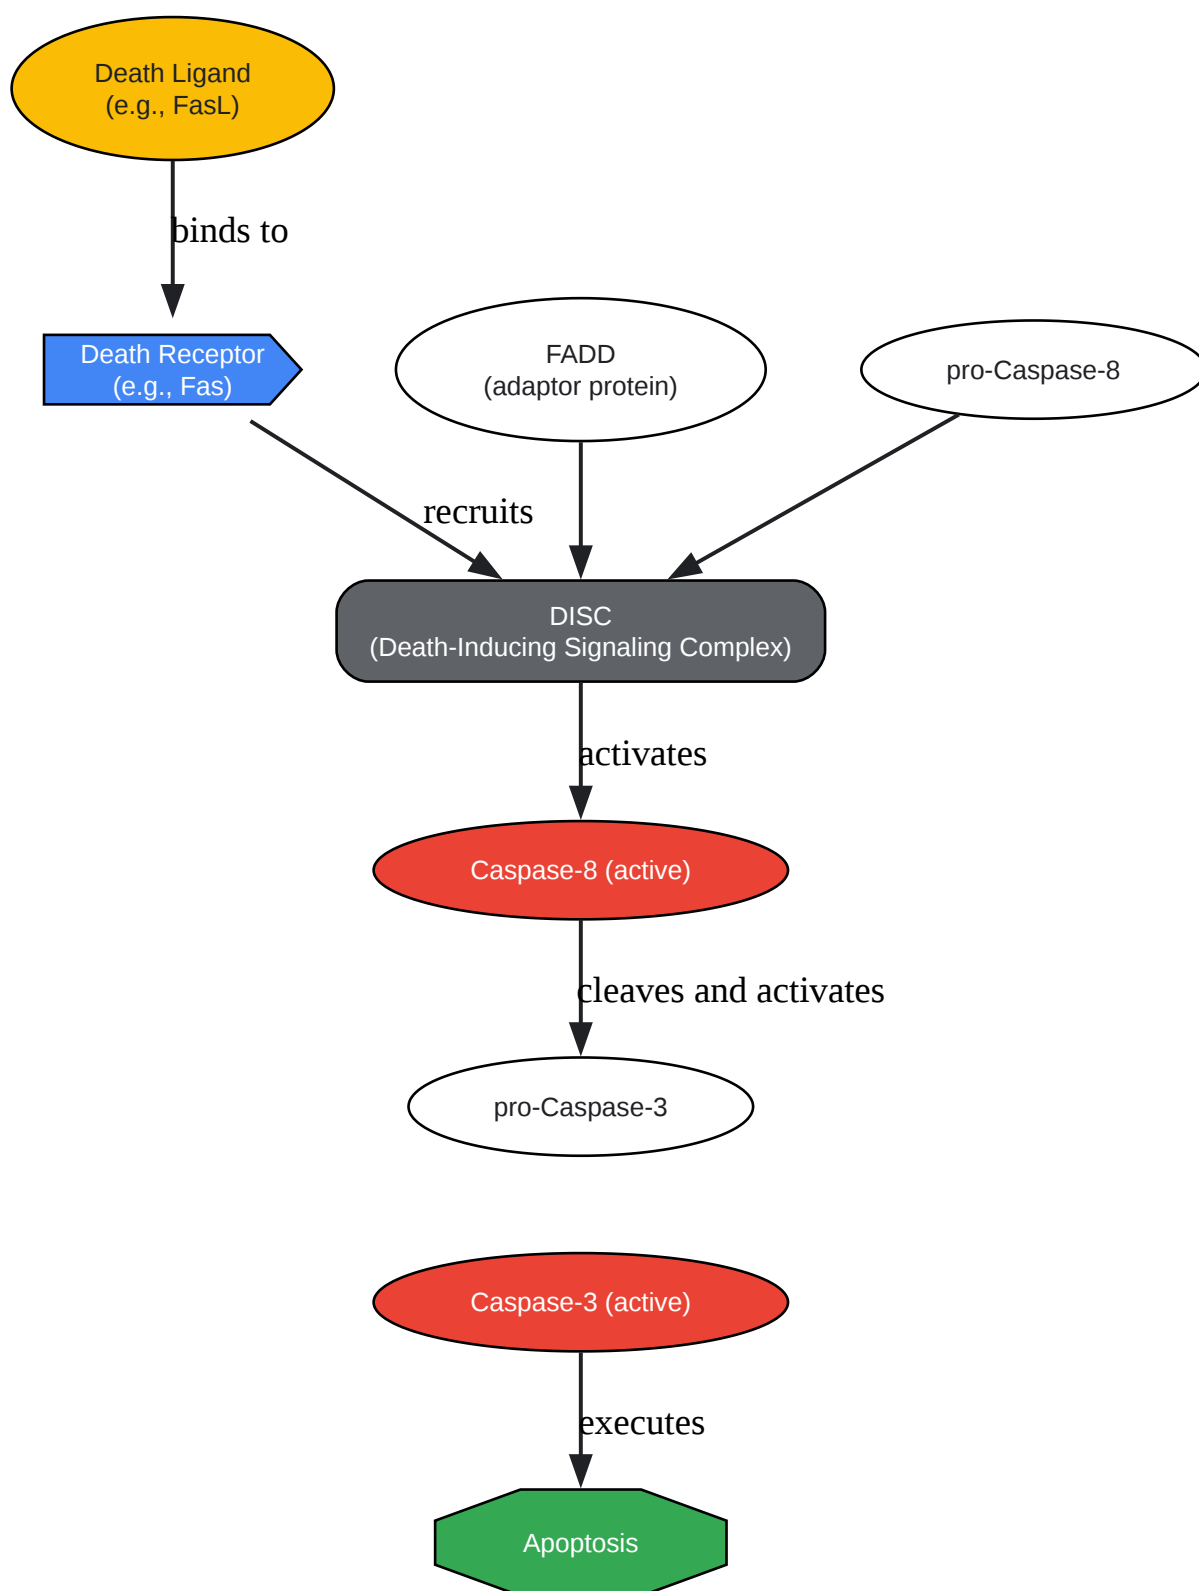 Death Ligand
(e.g., FasL)
binds to
Death Receptor
(e.g., Fas)
FADD
(adaptor protein)
pro-Caspase-8
recruits
DISC
(Death-Inducing Signaling Complex)
activates
Caspase-8 (active)
cleaves and activates
pro-Caspase-3
Caspase-3 (active)
executes
Apoptosis